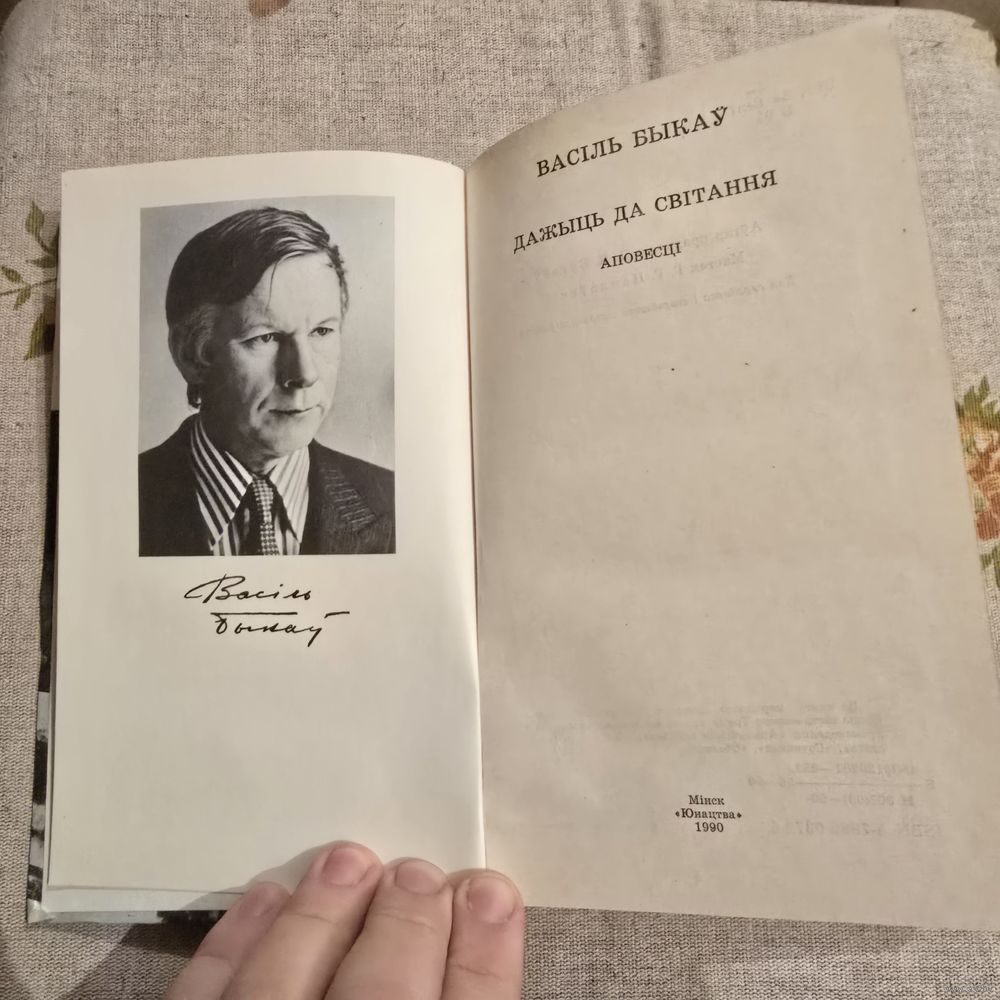 Васіль
Быкаў
ВАСІЛЬ БЫКАЎ
ДАЖЫЦЬ ДА СВІТАННЯ
АПОВЕСЦІ
Мінск
«Юнацтва»
1990